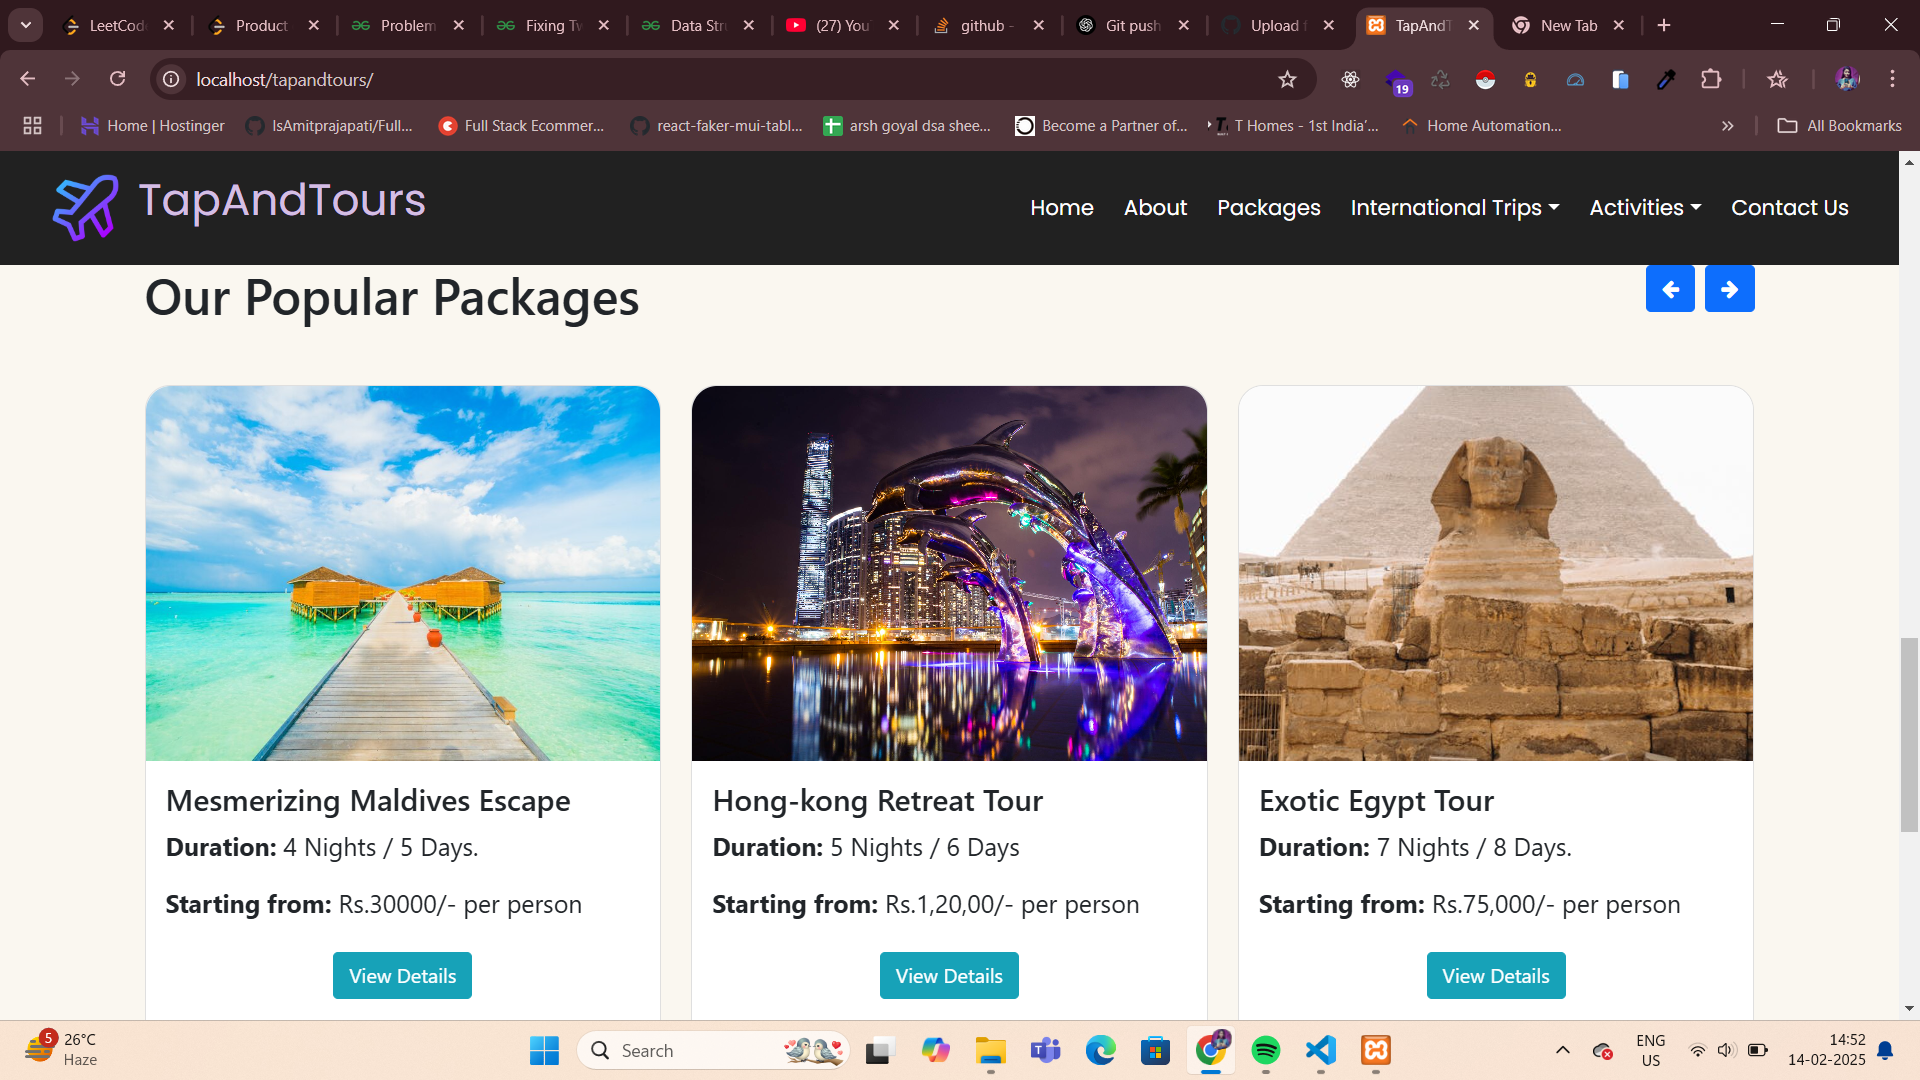 LeetCod
Product
Problem
Fixing Tw
Data Stru
(27) You
github -
Git push
Upload f
TapAndT
New Tab
localhost/tapandtours/
19
Home | Hostinger
IsAmitprajapati/Full...
Full Stack Ecommer...
react-faker-mui-tabl...
arsh goyal dsa shee...
Become a Partner of...
T Homes - 1st India'...
Home Automation...
All Bookmarks
TapAndTours
Home
About
Packages
International Trips
Activities
Contact Us
Our Popular Packages
Mesmerizing Maldives Escape
Duration: 4 Nights / 5 Days.
Starting from: Rs.30000/- per person
View Details
Hong-kong Retreat Tour
Duration: 5 Nights / 6 Days
Starting from: Rs.1,20,00/- per person
View Details
Exotic Egypt Tour
Duration: 7 Nights / 8 Days.
Starting from: Rs.75,000/- per person
View Details
5
26°C
Haze
Search
ENG
US
14:52
14-02-2025